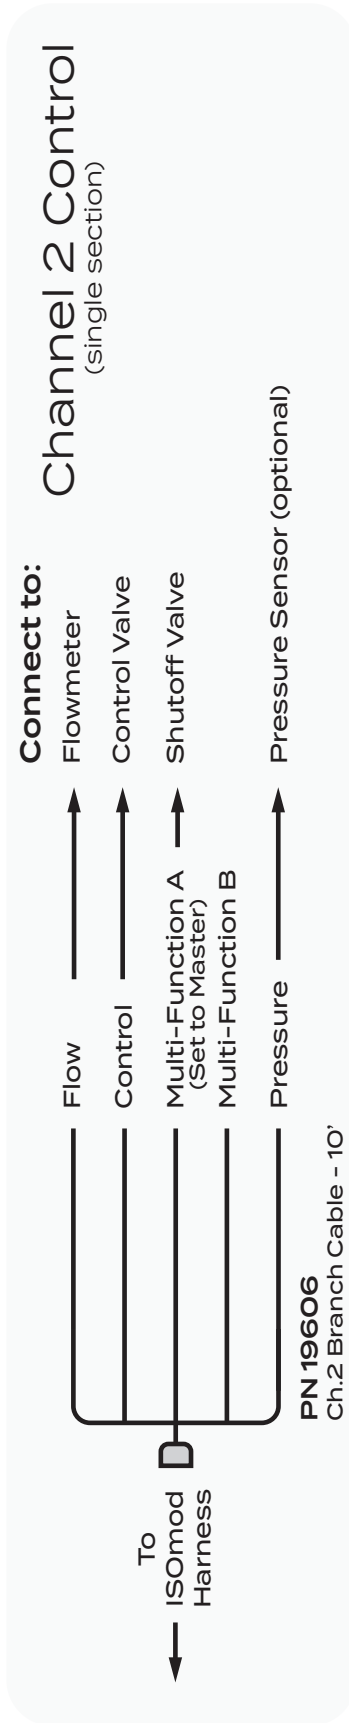 Channel 2 Control
(single section)
Connect to:
Flow
Flowmeter
Control
Control Valve
Multi-Function A
(Set to Master)
Shutoff Valve
Multi-Function B
Pressure
Pressure Sensor (optional)
To
ISOmod
Harness
PN 19606
Ch.2 Branch Cable - 10’